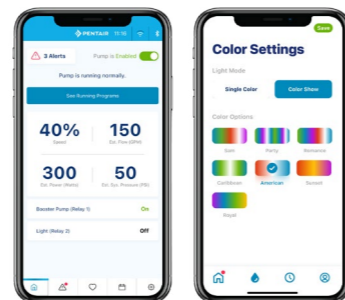 PENTAIR 11:15
3 Alerts
Pump is Enabled
Pump is running normally.
See Running Programs
40%
Speed
150
Est. Flow (GPM)
300
Est. Power (Watts)
50
Est. Sys. Pressure (PSI)
Booster Pump (Relay 1) On
Light (Relay 2) Off
Save
Color Settings
Light Mode
Single Color
Color Show
Color Options
Sam
Party
Romance
Caribbean
American
Sunset
Royal